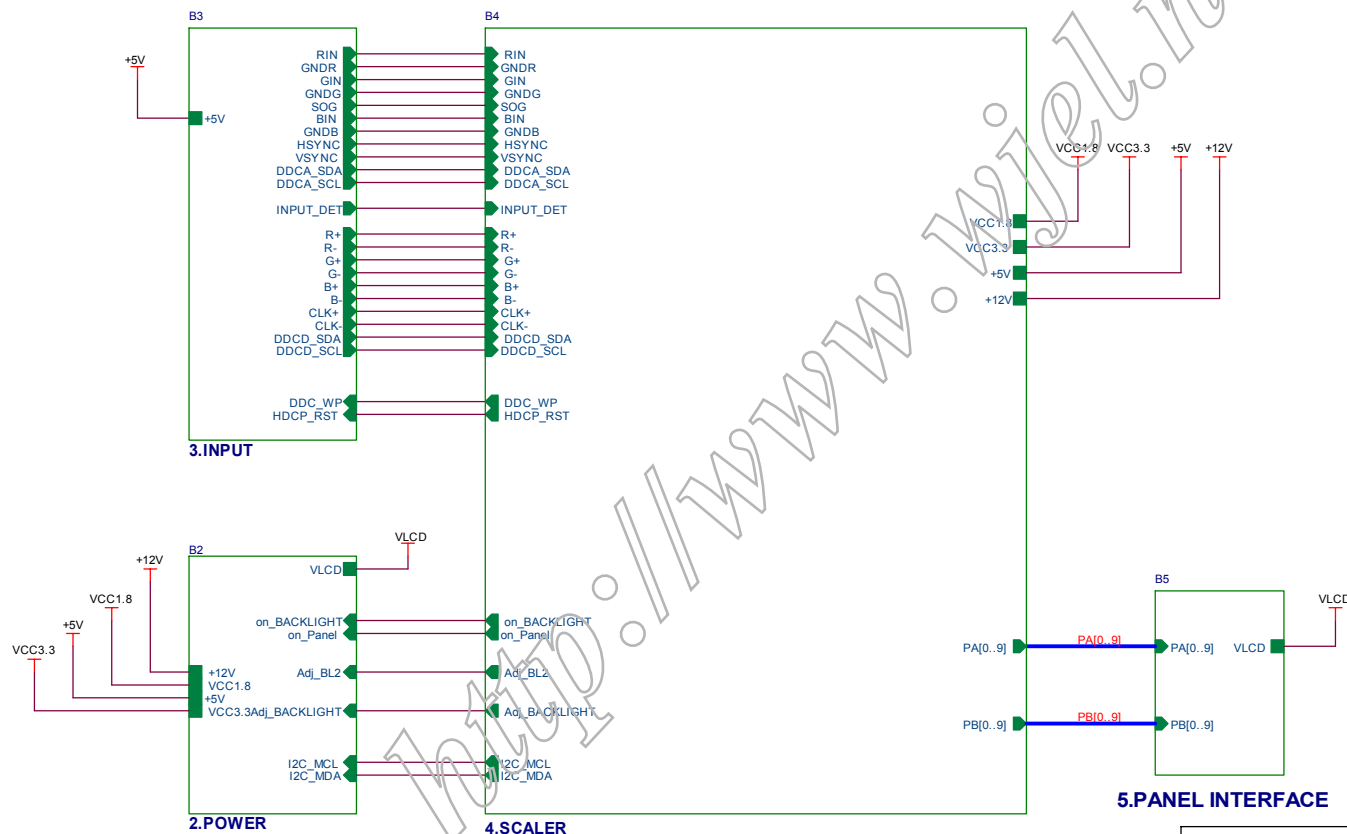 B3
+5V
+5V
RIN
GNDR
GIN
GNDG
SOG
BIN
GNDB
HSYNC
VSYNC
DDCA_SDA
DDCA_SCL
INPUT_DET
R+
R-
G+
G-
B+
B-
CLK+
CLK-
DDCD_SDA
DDCD_SCL
DDC_WP
HDCP_RST
3.INPUT
B4
RIN
GNDR
GIN
GNDG
SOG
BIN
GNDB
HSYNC
VSYNC
DDCA_SDA
DDCA_SCL
INPUT_DET
R+
R-
G+
G-
B+
B-
CLK+
CLK-
DDCD_SDA
DDCD_SCL
DDC_WP
HDCP_RST
on_BACKLIGHT
on_Panel
Adj_BL2
Adj_BACKLIGHT
I2C_MCL
I2C_MDA
4.SCALER
VCC1.8 VCC3.3 +5V +12V
VCC1.8
VCC3.3
+5V
+12V
PA[0..9]
PB[0..9]
PA[0..9]
PB[0..9]
B2
VLCD
VLCD
+12V
VCC1.8
+5V
VCC3.3
+12V
VCC1.8
+5V
VCC3.3
on_BACKLIGHT
on_Panel
Adj_BL2
Adj_BACKLIGHT
I2C_MCL
I2C_MDA
2.POWER
B5
PA[0..9]
PB[0..9]
VLCD
VLCD
5.PANEL INTERFACE
http://www.wjel.n